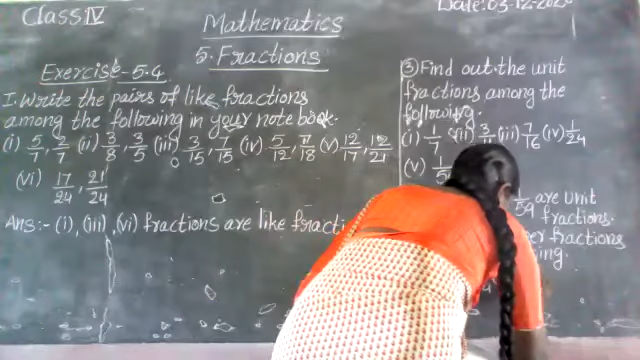 Class IV
Mathematics
Date:03-12-202
5. Fractions
Exercise-5.4
I. Write the pairs of like fractions
among the following in your note book.
(i) 5/7, 2/7 (ii) 3/8, 3/5 (iii) 3/15, 7/15 (iv) 5/12, /18 (v) 12/17, 12/21
(vi) 17/24, 21/24
Ans:- (i), (iii), (vi) fractions are like fracti
③ Find out the unit
fractions among the
following.
(i) 1/7 (ii) (iii) 7/16 (iv) 1/24
(v)
1/59 are unit
fractions.
fractions